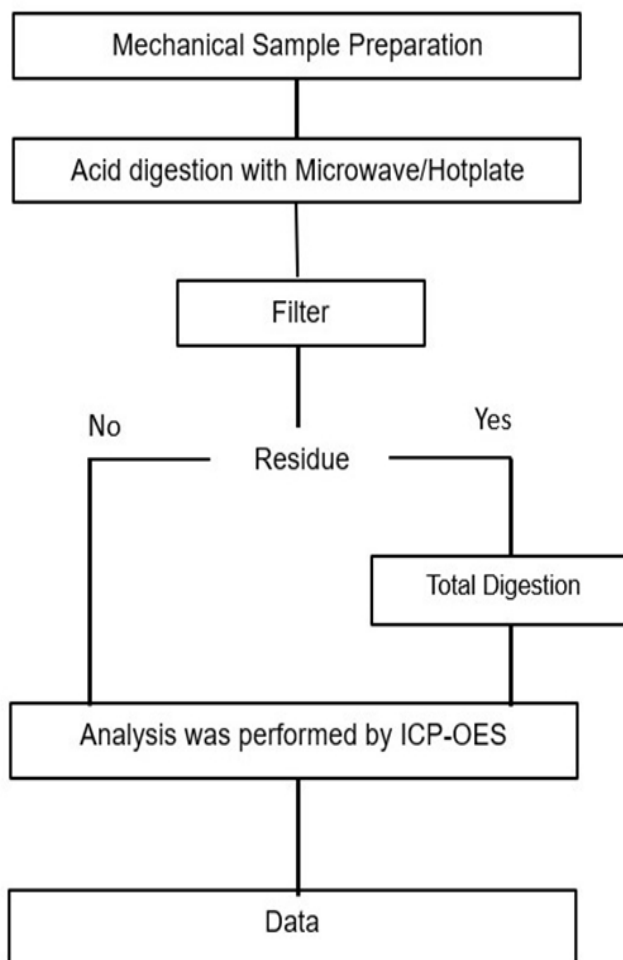 Mechanical Sample Preparation
Acid digestion with Microwave/Hotplate
Filter
No
Yes
Residue
Total Digestion
Analysis was performed by ICP-OES
Data